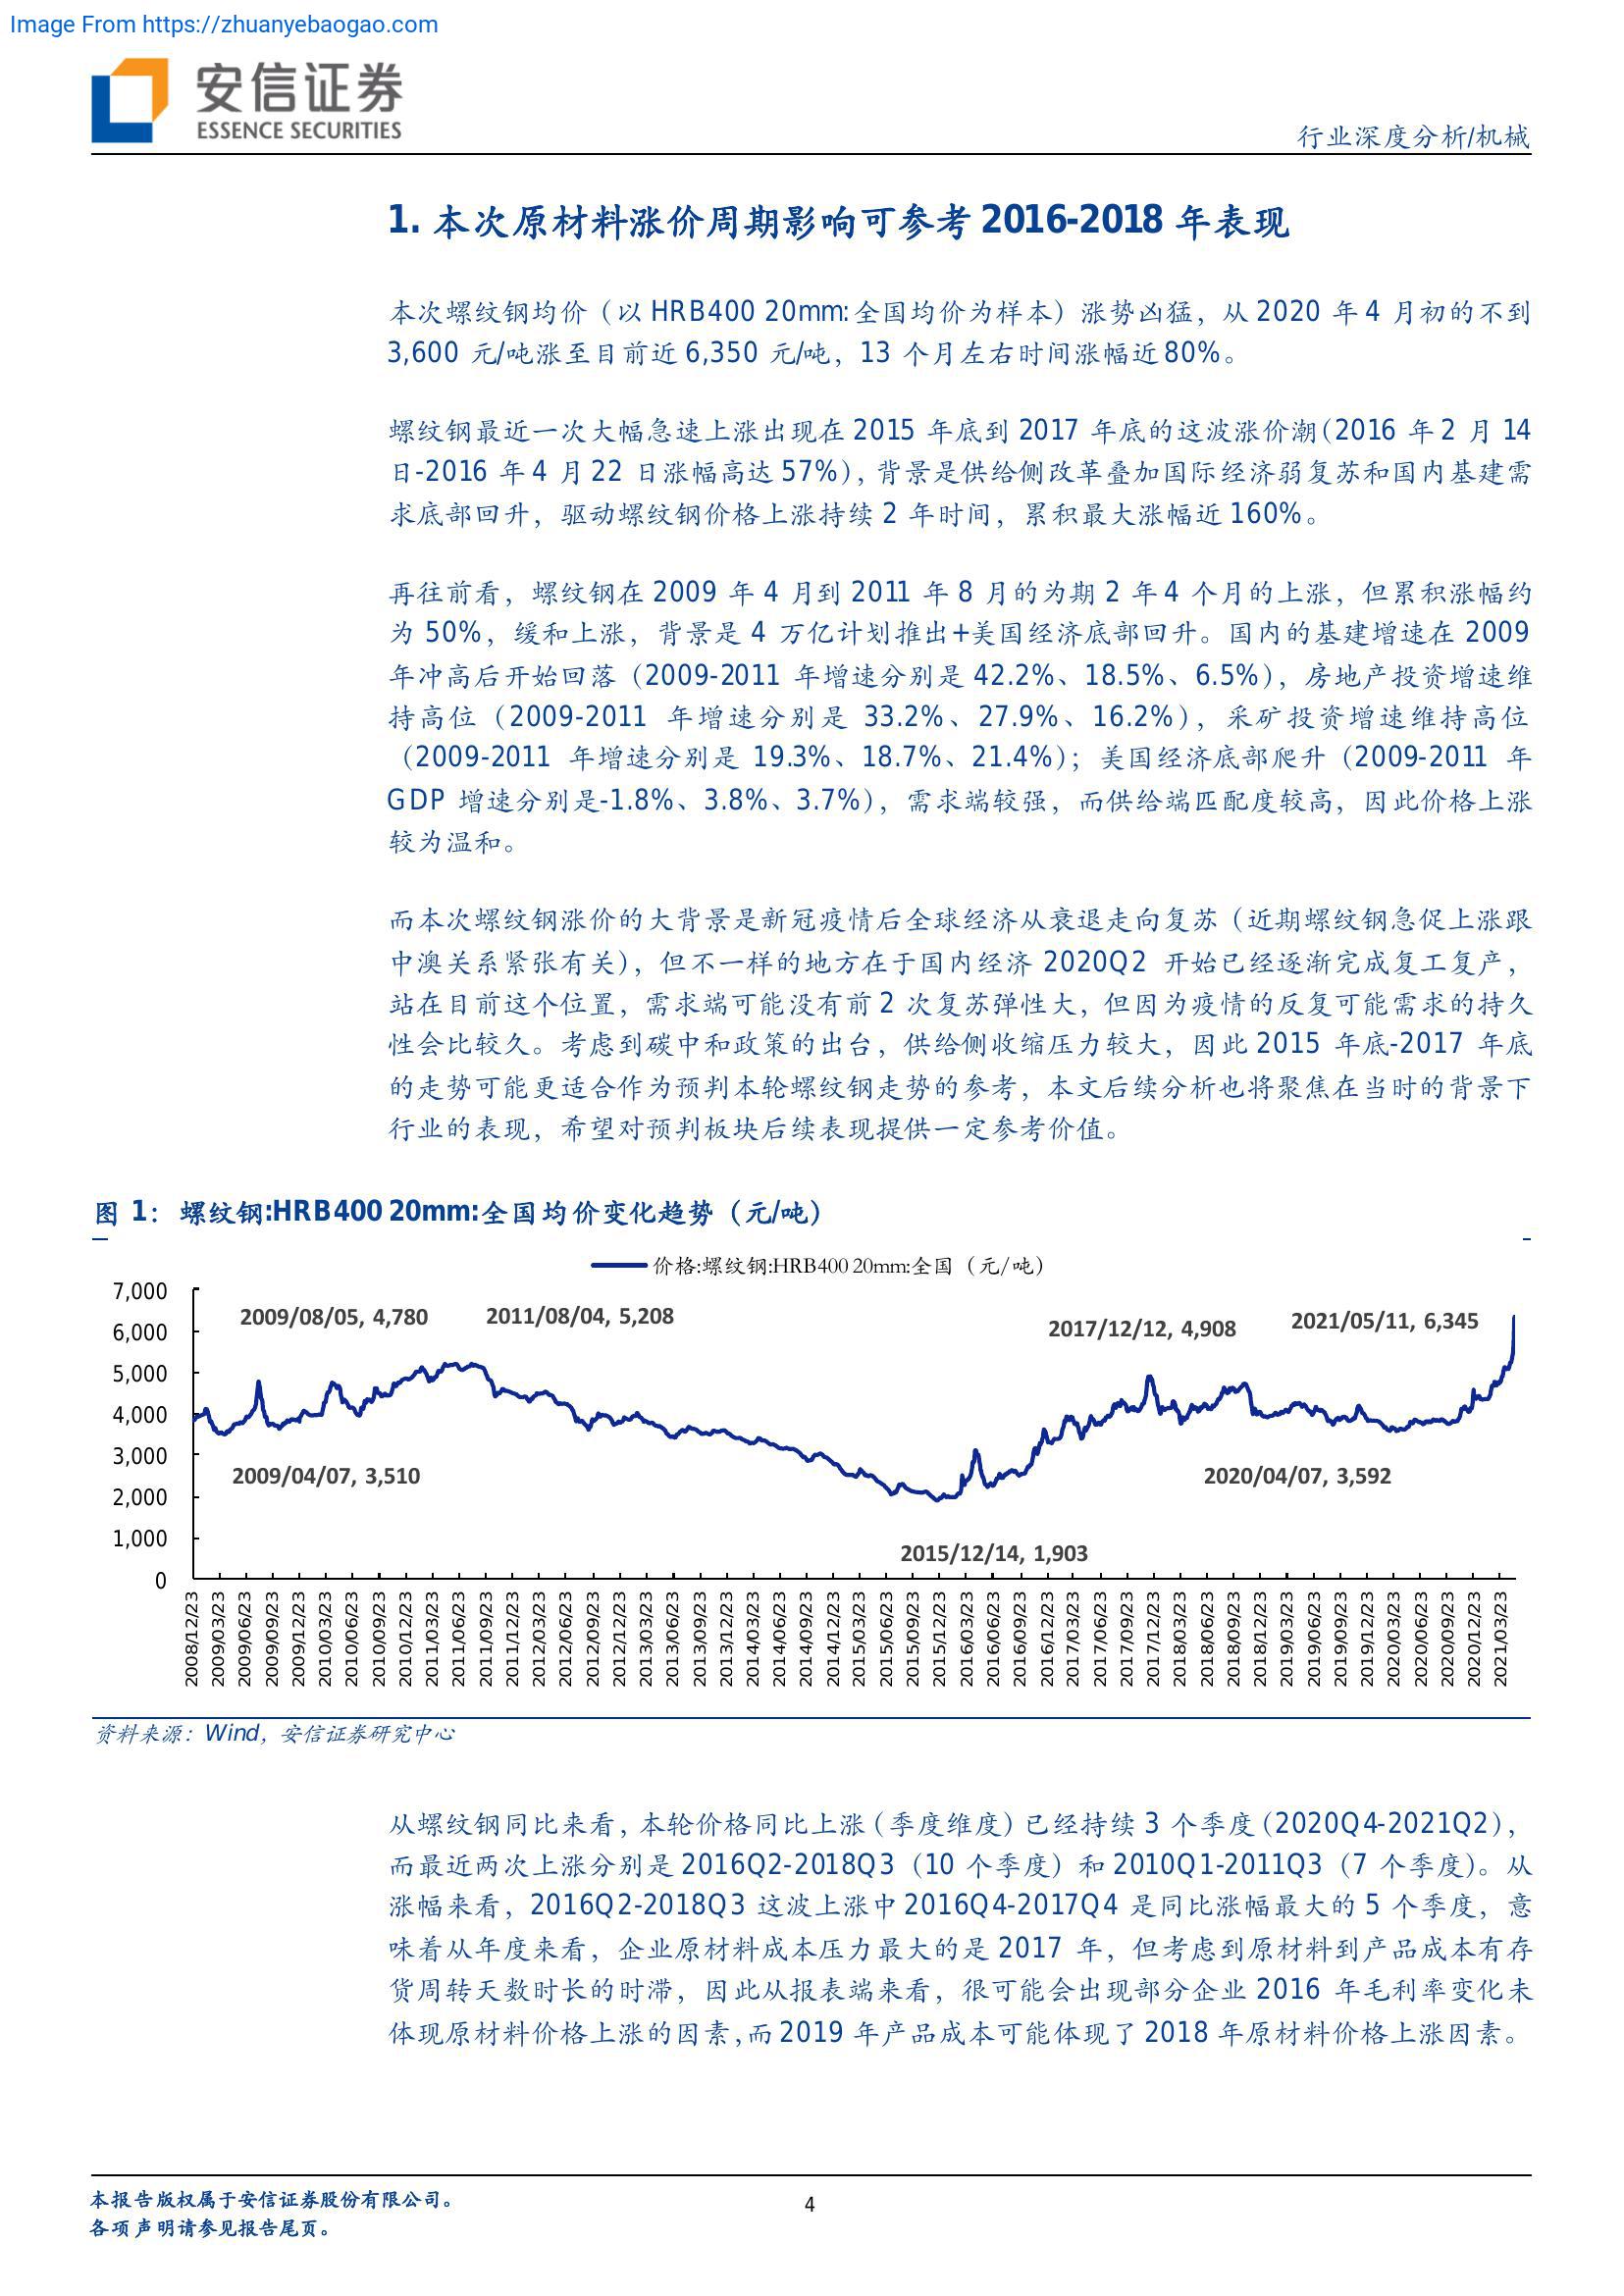 Image From https://zhuanyebaogao.com
安信证券
ESSENCE SECURITIES
行业深度分析/机械
1. 本次原材料涨价周期影响可参考 2016-2018 年表现
本次螺纹钢均价（以 HRB400 20mm:全国均价为样本）涨势凶猛，从 2020 年 4 月初的不到
3,600 元/吨涨至目前近 6,350 元/吨，13 个月左右时间涨幅近 80%。
螺纹钢最近一次大幅急速上涨出现在 2015 年底到 2017 年底的这波涨价潮（2016 年 2 月 14
日-2016 年 4 月 22 日涨幅高达 57%），背景是供给侧改革叠加国际经济弱复苏和国内基建需
求底部回升，驱动螺纹钢价格上涨持续 2 年时间，累积最大涨幅近 160%。
再往前看，螺纹钢在 2009 年 4 月到 2011 年 8 月的为期 2 年 4 个月的上涨，但累积涨幅约
为 50%，缓和上涨，背景是 4 万亿计划推出+美国经济底部回升。国内的基建增速在 2009
年冲高后开始回落（2009-2011 年增速分别是 42.2%、18.5%、6.5%），房地产投资增速维
持高位（2009-2011 年增速分别是 33.2%、27.9%、16.2%），采矿投资增速维持高位
（2009-2011 年增速分别是 19.3%、18.7%、21.4%）；美国经济底部爬升（2009-2011 年
GDP 增速分别是-1.8%、3.8%、3.7%），需求端较强，而供给端匹配度较高，因此价格上涨
较为温和。
而本次螺纹钢涨价的大背景是新冠疫情后全球经济从衰退走向复苏（近期螺纹钢急促上涨跟
中澳关系紧张有关），但不一样的地方在于国内经济 2020Q2 开始已经逐渐完成复工复产，
站在目前这个位置，需求端可能没有前 2 次复苏弹性大，但因为疫情的反复可能需求的持久
性会比较久。考虑到碳中和政策的出台，供给侧收缩压力较大，因此 2015 年底-2017 年底
的走势可能更适合作为预判本轮螺纹钢走势的参考，本文后续分析也将聚焦在当时的背景下
行业的表现，希望对预判板块后续表现提供一定参考价值。
图 1：螺纹钢:HRB400 20mm:全国均价变化趋势（元/吨）
价格:螺纹钢:HRB400 20mm:全国（元/吨）
7,000
6,000
5,000
4,000
3,000
2,000
1,000
0
2009/08/05, 4,780
2011/08/04, 5,208
2017/12/12, 4,908
2021/05/11, 6,345
2009/04/07, 3,510
2020/04/07, 3,592
2015/12/14, 1,903
2008/12/23
2009/03/23
2009/06/23
2009/09/23
2009/12/23
2010/03/23
2010/06/23
2010/09/23
2010/12/23
2011/03/23
2011/06/23
2011/09/23
2011/12/23
2012/03/23
2012/06/23
2012/09/23
2012/12/23
2013/03/23
2013/06/23
2013/09/23
2013/12/23
2014/03/23
2014/06/23
2014/09/23
2014/12/23
2015/03/23
2015/06/23
2015/09/23
2015/12/23
2016/03/23
2016/06/23
2016/09/23
2016/12/23
2017/03/23
2017/06/23
2017/09/23
2017/12/23
2018/03/23
2018/06/23
2018/09/23
2018/12/23
2019/03/23
2019/06/23
2019/09/23
2019/12/23
2020/03/23
2020/06/23
2020/09/23
2020/12/23
2021/03/23
资料来源：Wind，安信证券研究中心
从螺纹钢同比来看，本轮价格同比上涨（季度维度）已经持续 3 个季度（2020Q4-2021Q2），
而最近两次上涨分别是 2016Q2-2018Q3（10 个季度）和 2010Q1-2011Q3（7 个季度）。从
涨幅来看，2016Q2-2018Q3 这波上涨中 2016Q4-2017Q4 是同比涨幅最大的 5 个季度，意
味着从年度来看，企业原材料成本压力最大的是 2017 年，但考虑到原材料到产品成本有存
货周转天数时长的时滞，因此从报表端来看，很可能会出现部分企业 2016 年毛利率变化未
体现原材料价格上涨的因素，而 2019 年产品成本可能体现了 2018 年原材料价格上涨因素。
本报告版权属于安信证券股份有限公司。
各项声明请参见报告尾页。
4